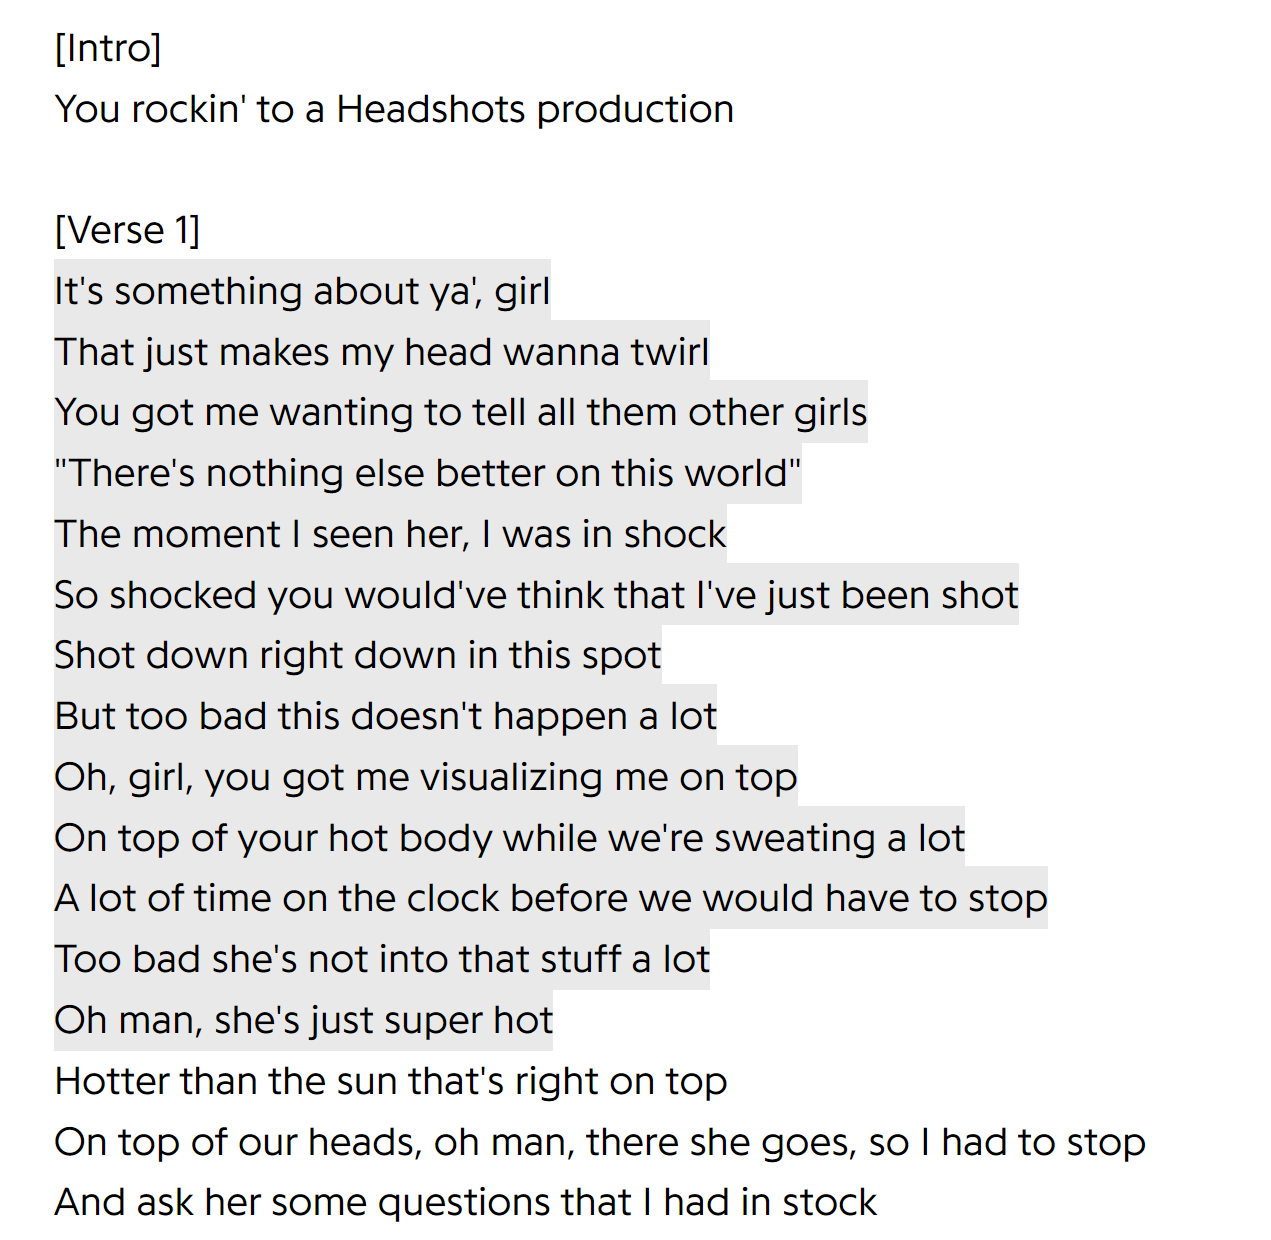 [Intro]
You rockin' to a Headshots production
[Verse 1]
It's something about ya', girl
That just makes my head wanna twirl
You got me wanting to tell all them other girls
"There's nothing else better on this world"
The moment I seen her, I was in shock
So shocked you would've think that I've just been shot
Shot down right down in this spot
But too bad this doesn't happen a lot
Oh, girl, you got me visualizing me on top
On top of your hot body while we're sweating a lot
A lot of time on the clock before we would have to stop
Too bad she's not into that stuff a lot
Oh man, she's just super hot
Hotter than the sun that's right on top
On top of our heads, oh man, there she goes, so I had to stop
And ask her some questions that I had in stock